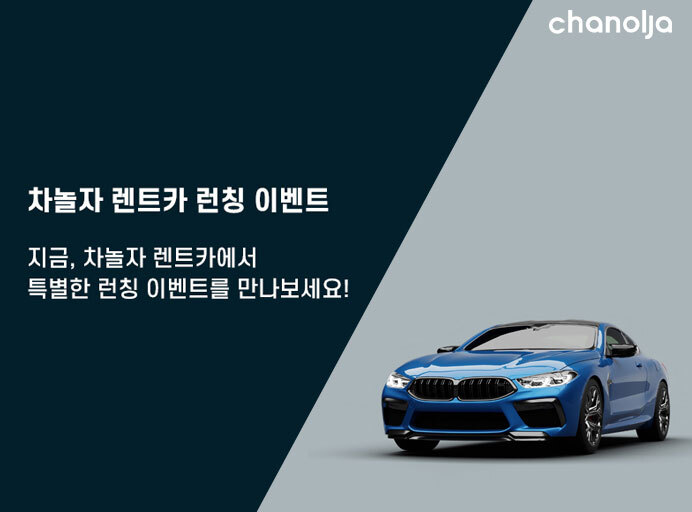 chanolja
차놀자 렌트카 런칭 이벤트
지금, 차놀자 렌트카에서
특별한 런칭 이벤트를 만나보세요!